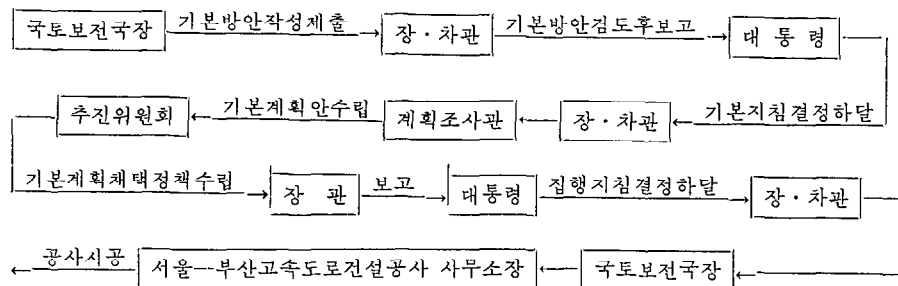 국토보전국장 기본방안작성제출 장·차관 기본방안검도후보고 대 통 령
추진위원회 기본계획안수립 계획조사관 장·차관 기본지침결정하달
기본계획채택정책수립 장 관 보고 대통령 집행지침결정하달 장·차관
공사시공 서울—부산고속도로건설공사 사무소장 국토보전국장